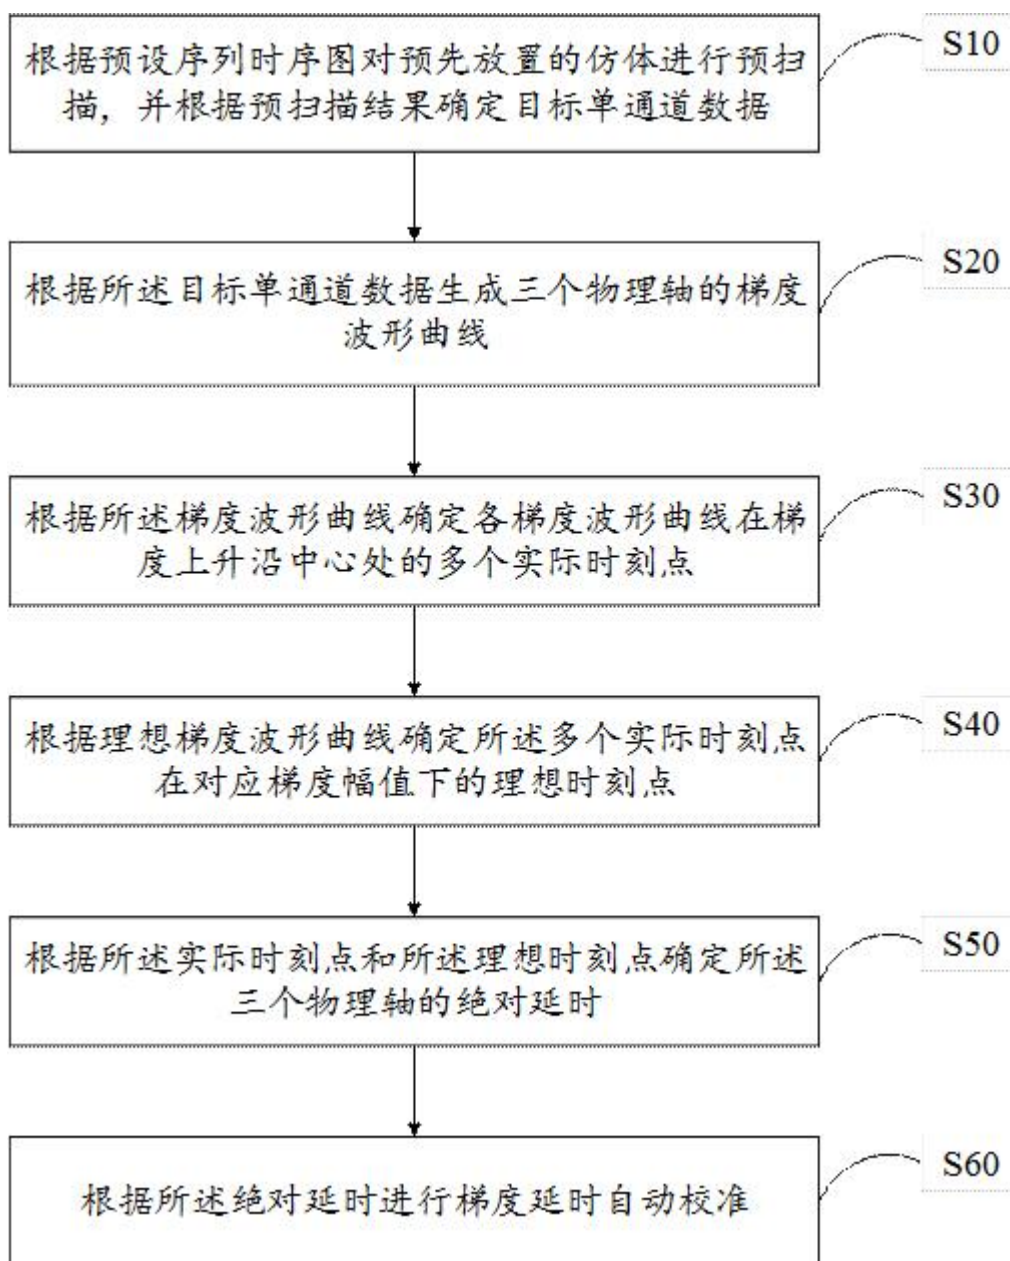 根据预设序列时序图对预先放置的仿体进行预扫
描，并根据预扫描结果确定目标单通道数据
S10
根据所述目标单通道数据生成三个物理轴的梯度
波形曲线
S20
根据所述梯度波形曲线确定各梯度波形曲线在梯
度上升沿中心处的多个实际时刻点
S30
根据理想梯度波形曲线确定所述多个实际时刻点
在对应梯度幅值下的理想时刻点
S40
根据所述实际时刻点和所述理想时刻点确定所述
三个物理轴的绝对延时
S50
根据所述绝对延时进行梯度延时自动校准
S60